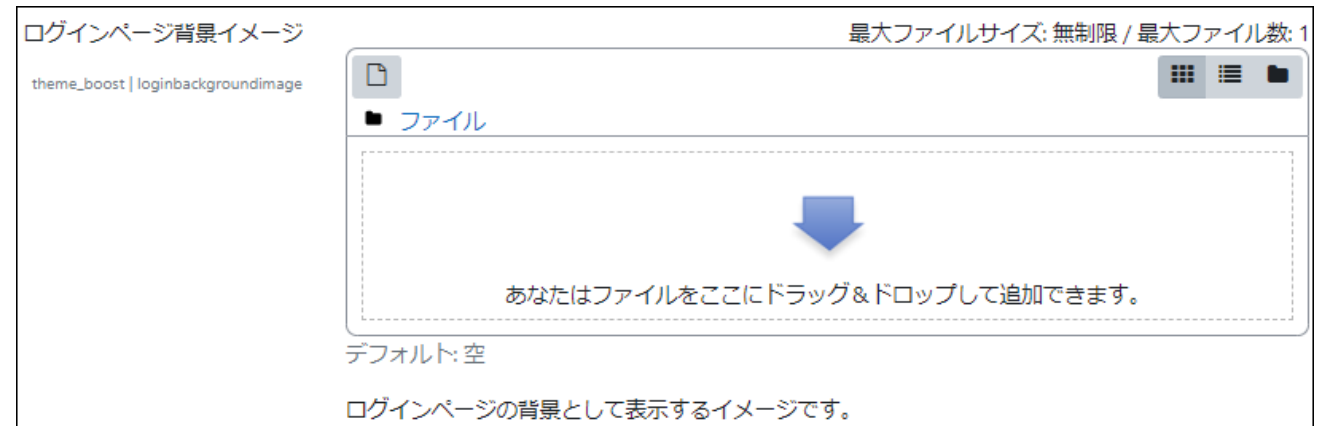 ログインページ背景イメージ
最大ファイルサイズ: 無制限 / 最大ファイル数: 1
theme_boost | loginbackgroundimage
ファイル
あなたはファイルをここにドラッグ&ドロップして追加できます。
デフォルト: 空
ログインページの背景として表示するイメージです。